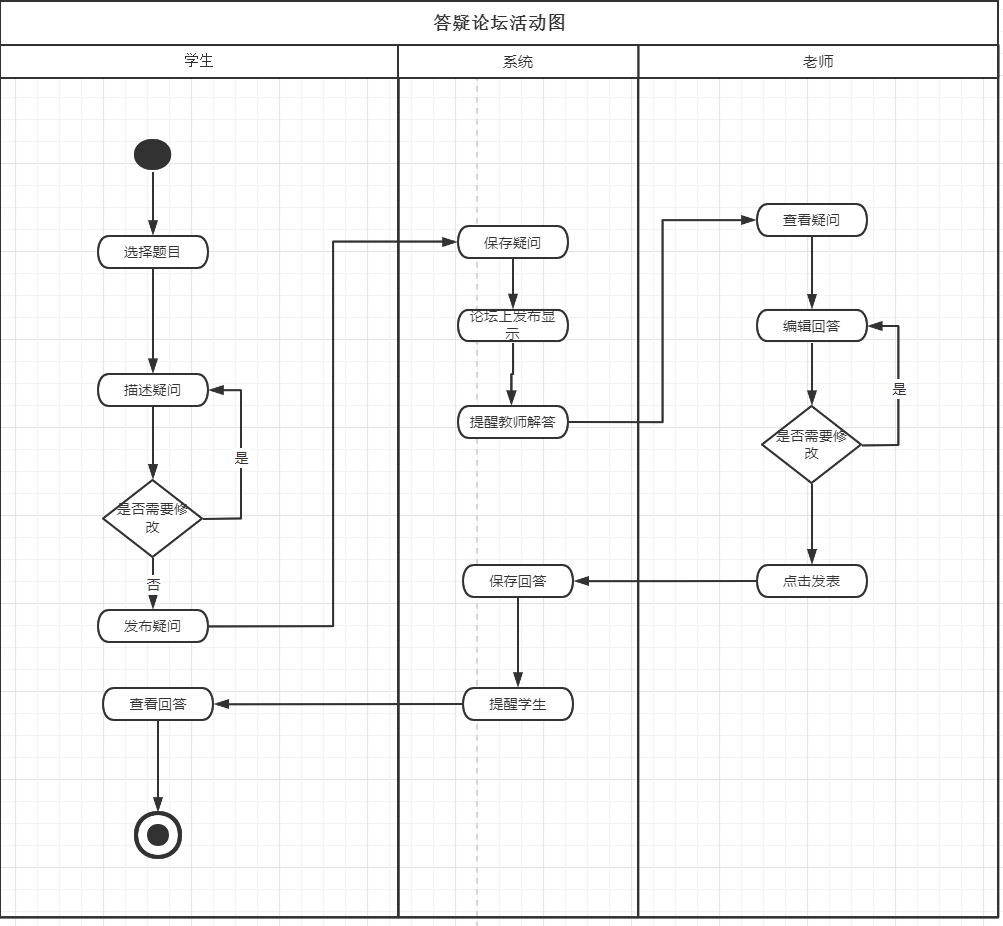 答疑论坛活动图
学生
系统
老师
选择题目
描述疑问
是
是否需要修
改
否
发布疑问
查看回答
保存疑问
论坛上发布显
示
提醒教师解答
保存回答
提醒学生
查看疑问
编辑回答
是
是否需要修
改
点击发表